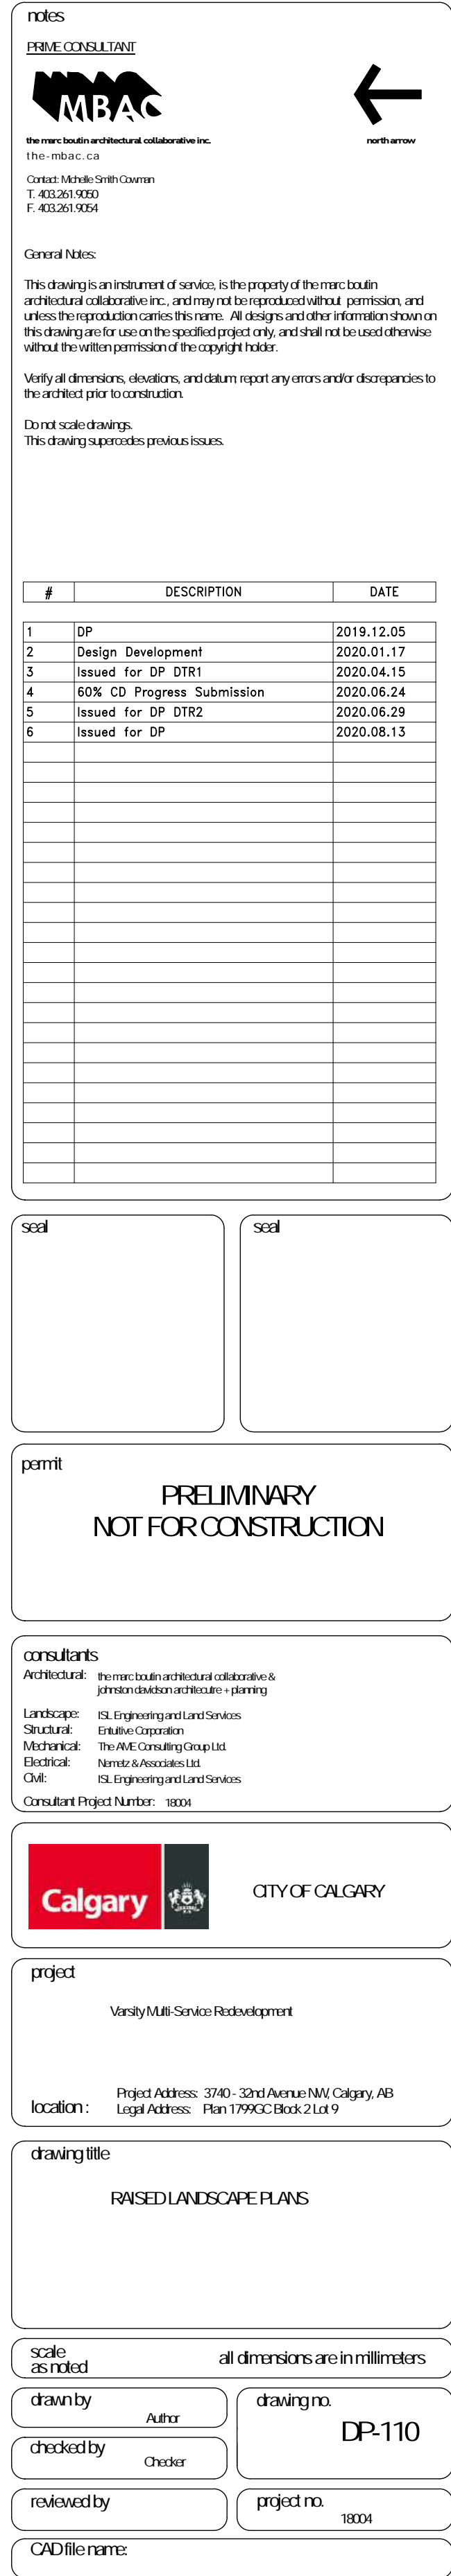 notes
PRIME CONSULTANT
MBAC
the marc boutin architectural collaborative inc.
north arrow
the-mbac.ca
Contact: Michelle Smith Cowman
T. 403.261.9050
F. 403.261.9054
General Notes:
This drawing is an instrument of service, is the property of the marc boutin
architectural collaborative inc., and may not be reproduced without permission, and
unless the reproduction carries this name. All designs and other information shown on
this drawing are for use on the specified project only, and shall not be used otherwise
without the written permission of the copyright holder.
Verify all dimensions, elevations, and datum; report any errors and/or discrepancies to
the architect prior to construction.
Do not scale drawings.
This drawing supercedes previous issues.
# DESCRIPTION DATE
1 DP 2019.12.05
2 Design Development 2020.01.17
3 Issued for DP DTR1 2020.04.15
4 60% CD Progress Submission 2020.06.24
5 Issued for DP DTR2 2020.06.29
6 Issued for DP 2020.08.13
seal
seal
permit
PRELIMINARY
NOT FOR CONSTRUCTION
consultants
Architectural: the marc boutin architectural collaborative &
johnston davidson architecutre + planning
Landscape: ISL Engineering and Land Services
Structural: Entuitive Corporation
Mechanical: The AME Consulting Group Ltd.
Electrical: Nemetz & Associates Ltd.
Civil: ISL Engineering and Land Services
Consultant Project Number: 18004
Calgary
CITY OF CALGARY
project
Varsity Multi-Service Redevelopment
Project Address: 3740 - 32nd Avenue NW, Calgary, AB
location : Legal Address: Plan 1799GC Block 2 Lot 9
drawing title
RAISED LANDSCAPE PLANS
scale
as noted
all dimensions are in millimeters
drawn by
Author
drawing no.
DP-110
checked by
Checker
reviewed by
project no.
18004
CAD file name: